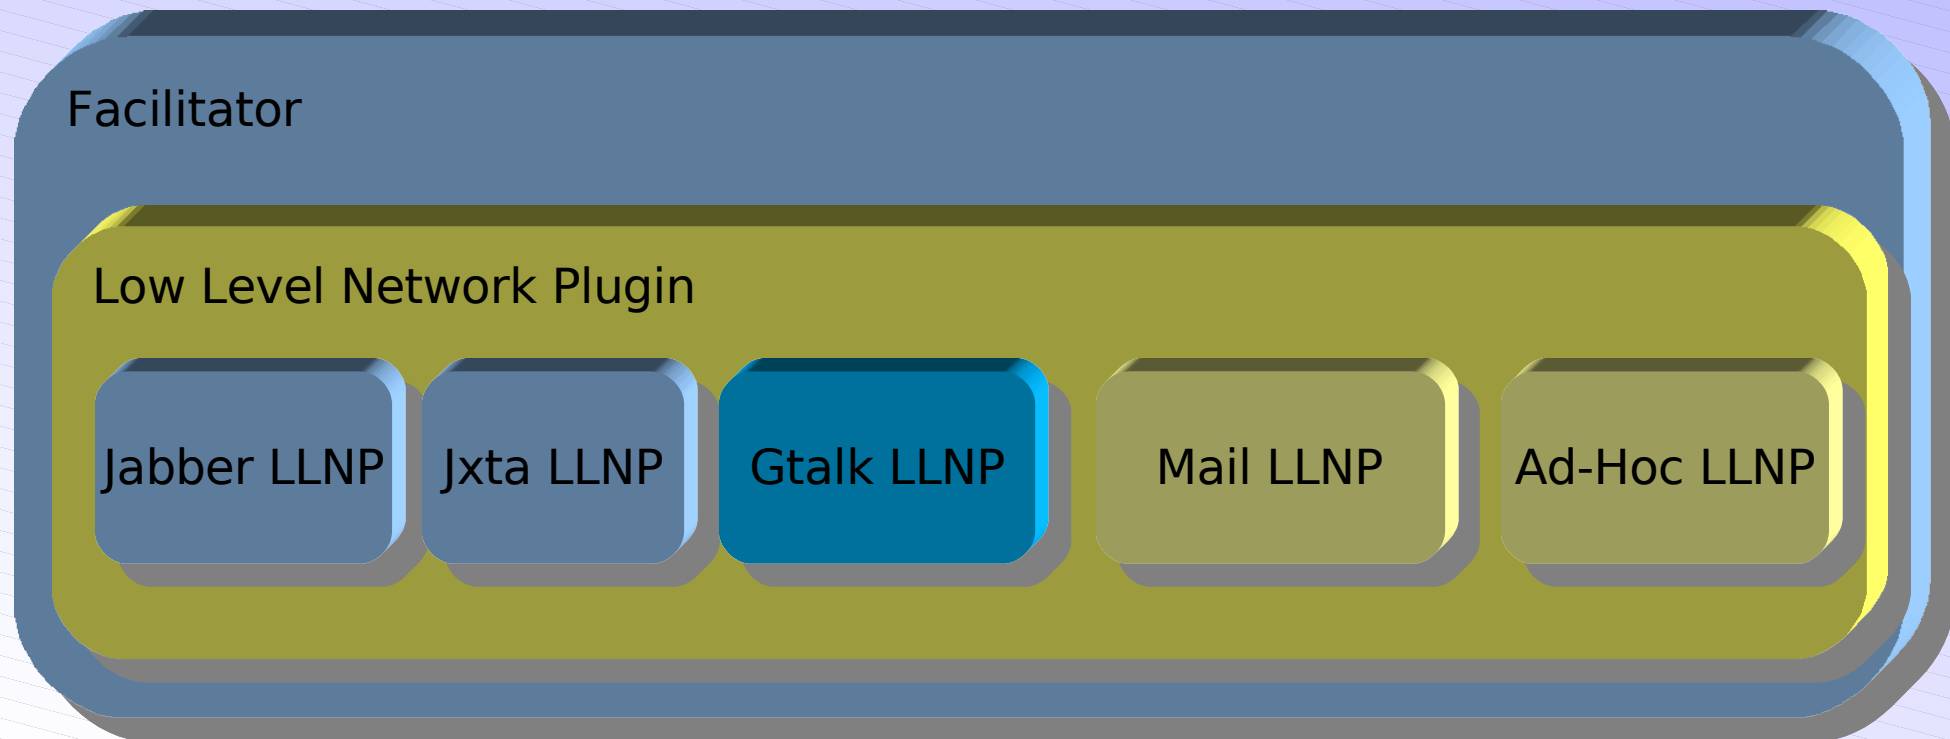 Facilitator
Low Level Network Plugin
Jabber LLNP
Jxta LLNP
Gtalk LLNP
Mail LLNP
Ad-Hoc LLNP